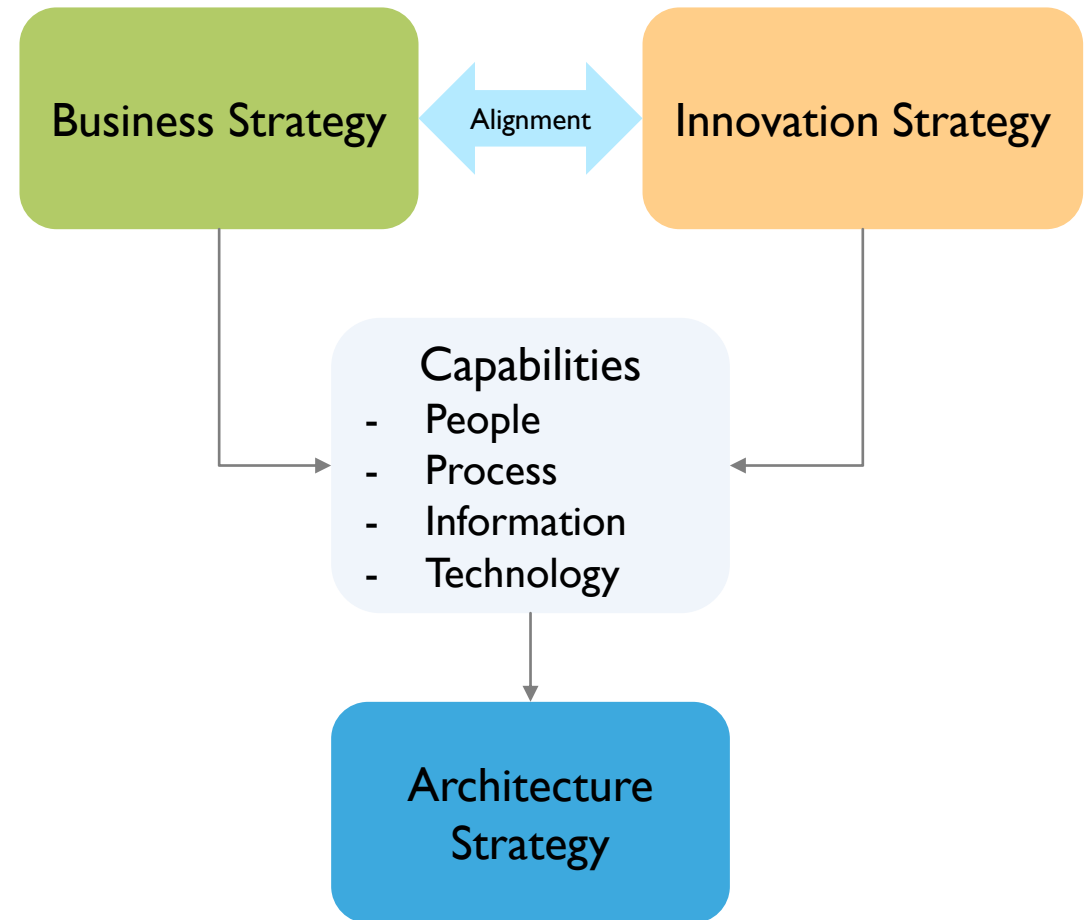 Business Strategy
Alignment
Innovation Strategy
Capabilities
- People
- Process
- Information
- Technology
Architecture
Strategy